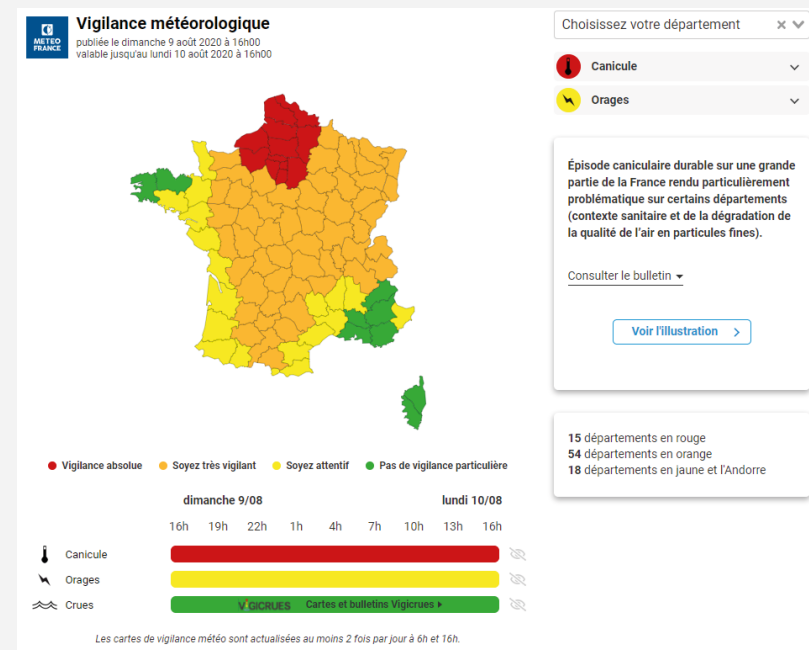 METEO
FRANCE
Vigilance météorologique
publiée le dimanche 9 août 2020 à 16h00
valable jusqu'au lundi 10 août 2020 à 16h00
Choisissez votre département
Canicule
Orages
Épisode caniculaire durable sur une grande
partie de la France rendu particulièrement
problématique sur certains départements
(contexte sanitaire et de la dégradation de
la qualité de l'air en particules fines).
Consulter le bulletin
Voir l'illustration
15 départements en rouge
54 départements en orange
18 départements en jaune et l'Andorre
Vigilance absolue Soyez très vigilant Soyez attentif Pas de vigilance particulière
dimanche 9/08 lundi 10/08
16h 19h 22h 1h 4h 7h 10h 13h 16h
Canicule
Orages
Crues VIGICRUES Cartes et bulletins Vigicrues
Les cartes de vigilance météo sont actualisées au moins 2 fois par jour à 6h et 16h.